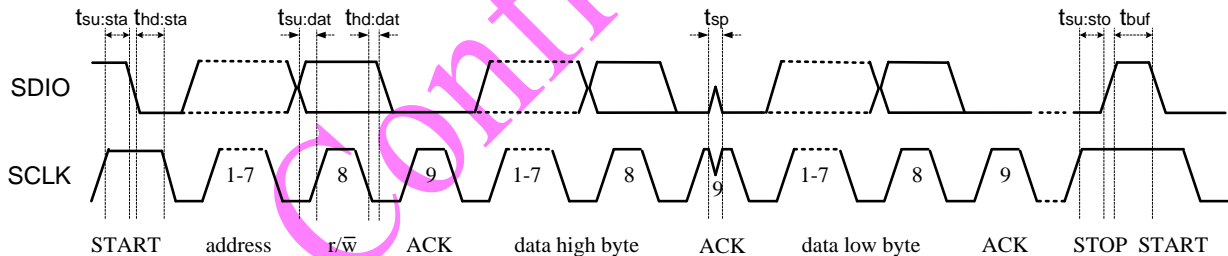 tsu:sta thd:sta tsu:dat thd:dat tsp tsu:sto tbuf
SDIO
SCLK
1-7 8 9 1-7 8 9 1-7 8 9
START address r/w̅ ACK data high byte ACK data low byte ACK STOP START
Confi